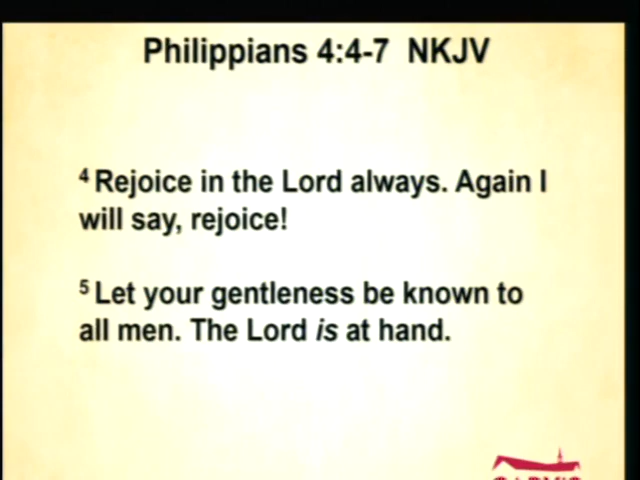 Philippians 4:4-7 NKJV
4 Rejoice in the Lord always. Again I
will say, rejoice!
5 Let your gentleness be known to
all men. The Lord is at hand.